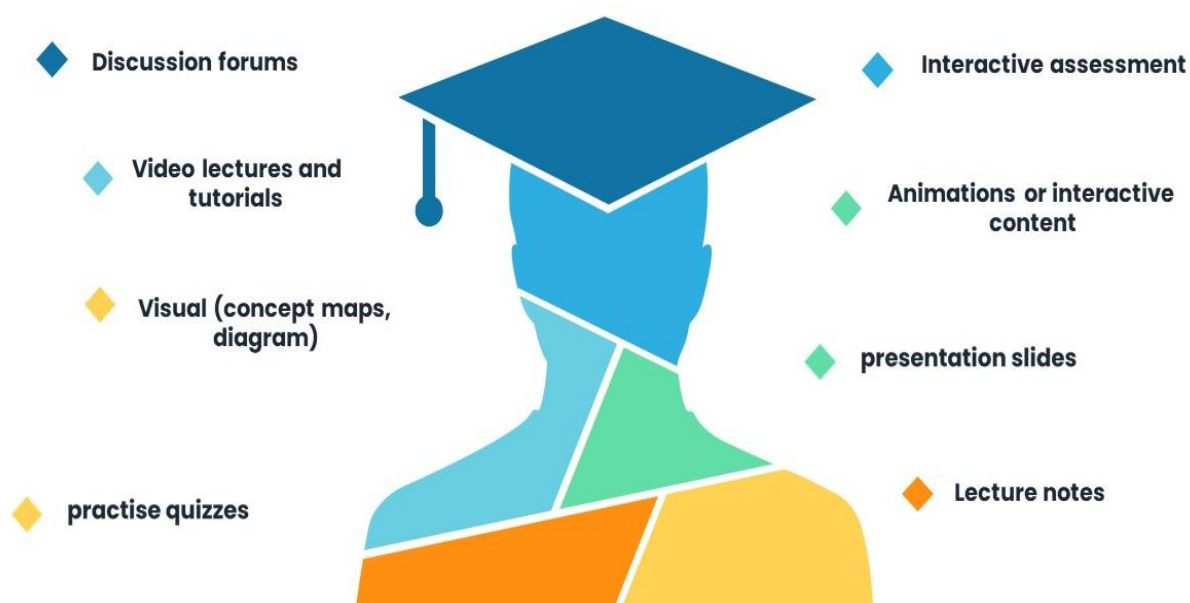 Discussion forums
Interactive assessment
Video lectures and
tutorials
Animations or interactive
content
Visual (concept maps,
diagram)
presentation slides
practise quizzes
Lecture notes